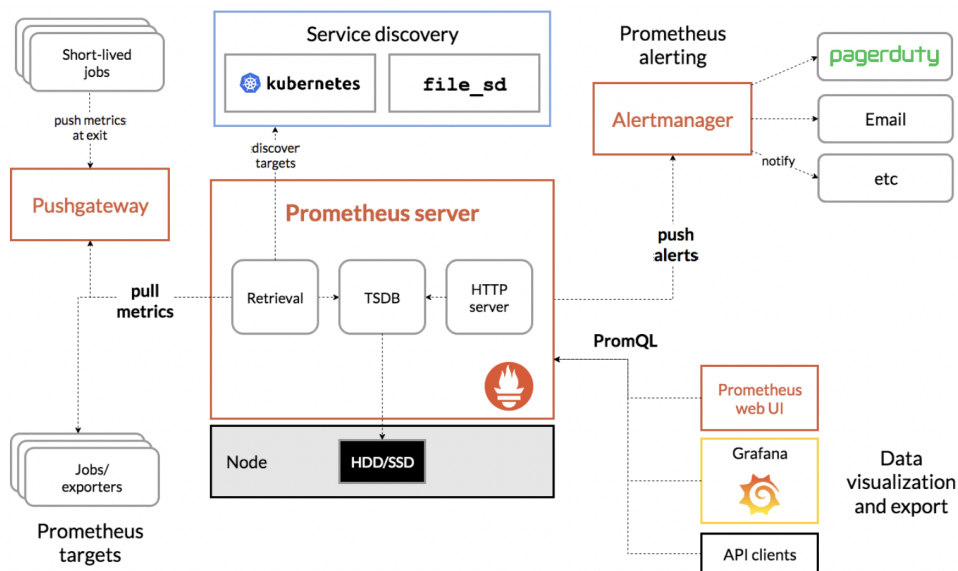 Short-lived
jobs
push metrics
at exit
Pushgateway
pull
metrics
Jobs/
exporters
Prometheus
targets
Service discovery
kubernetes
file_sd
discover
targets
Prometheus server
Retrieval
TSDB
HTTP
server
Node
HDD/SSD
Prometheus
alerting
Alertmanager
pagerduty
Email
notify
etc
push
alerts
PromQL
Prometheus
web UI
Grafana
API clients
Data
visualization
and export